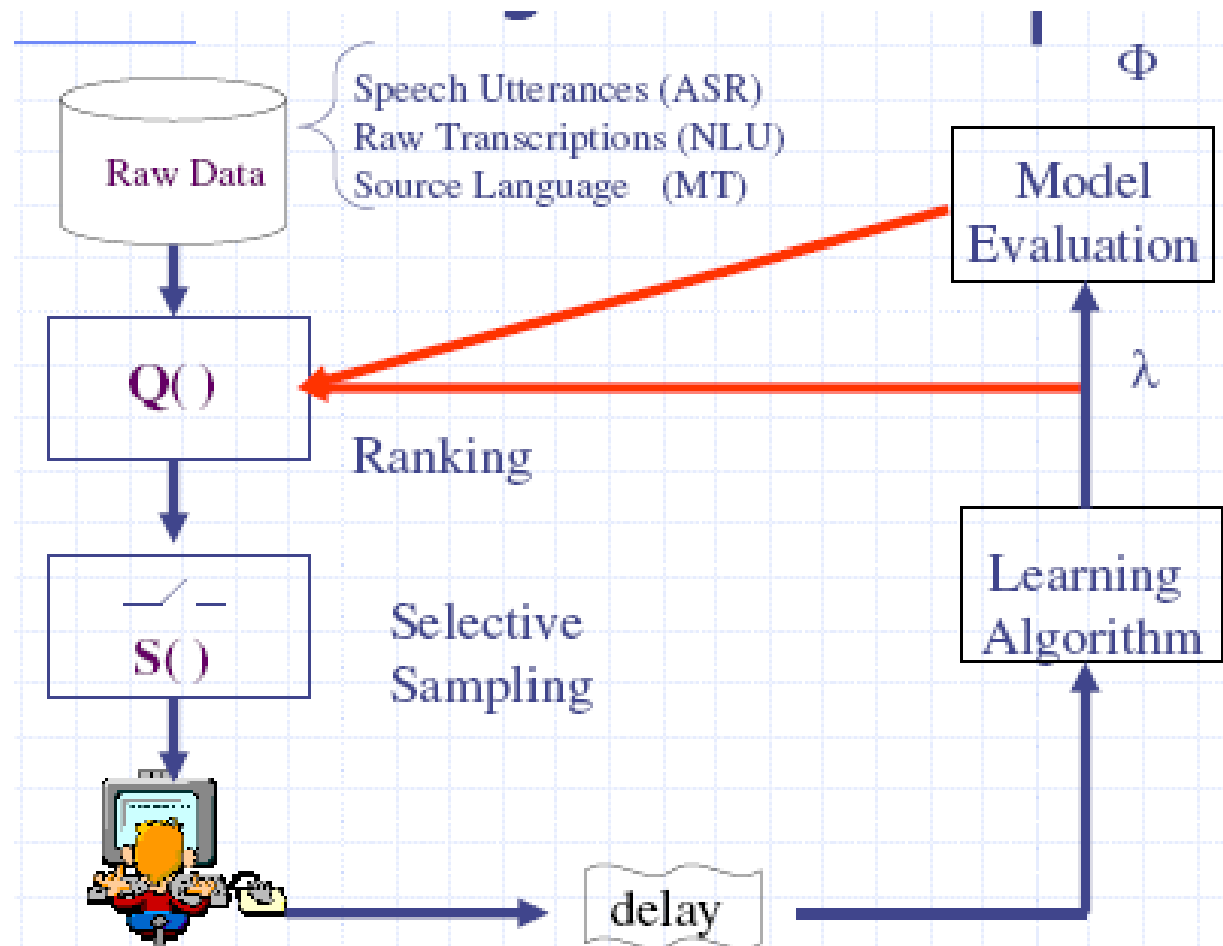 Φ
Speech Utterances (ASR)
Raw Transcriptions (NLU)
Source Language (MT)
Raw Data
Model
Evaluation
Q( )
λ
Ranking
Learning
Algorithm
Selective
Sampling
S( )
delay